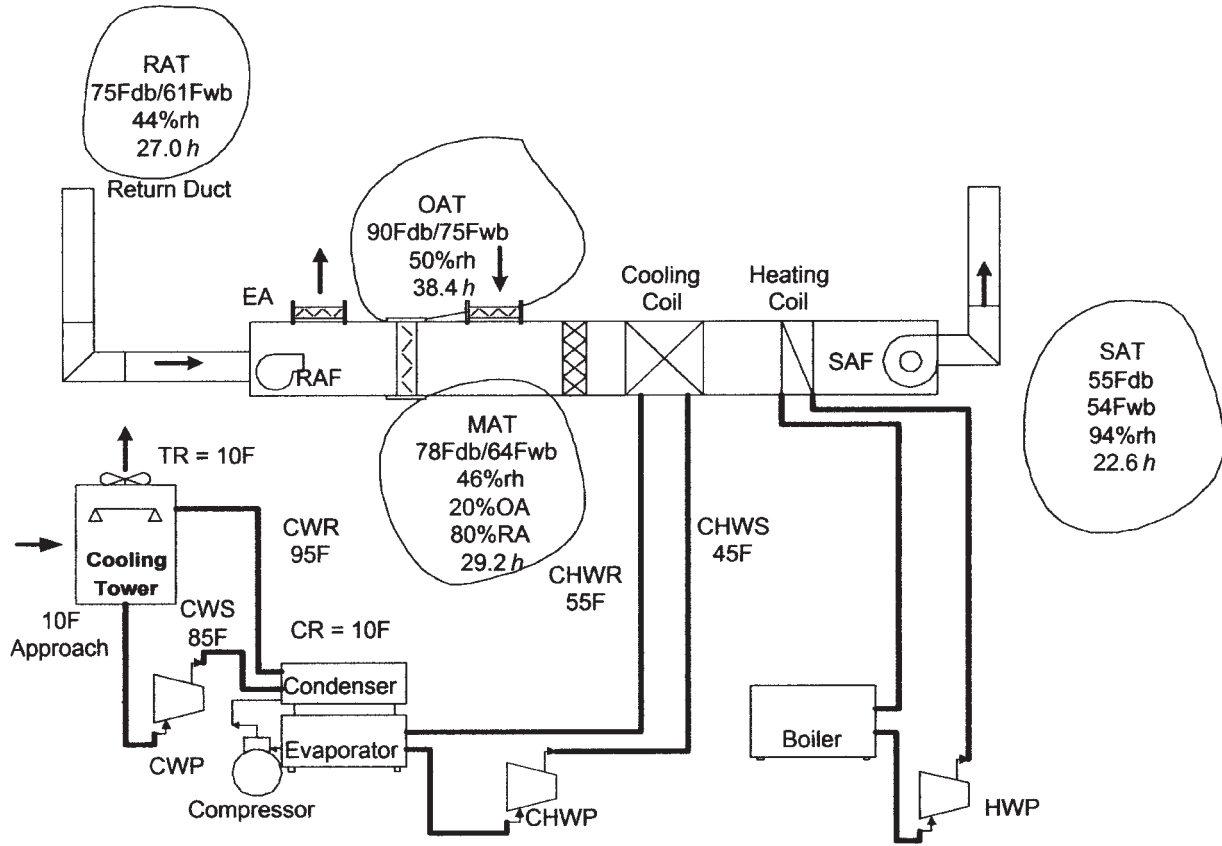 RAT
75Fdb/61Fwb
44%rh
27.0 h
Return Duct
OAT
90Fdb/75Fwb
50%rh
38.4 h
EA
Cooling
Coil
Heating
Coil
RAF
SAF
SAT
55Fdb
54Fwb
94%rh
22.6 h
MAT
78Fdb/64Fwb
46%rh
20%OA
80%RA
29.2 h
TR = 10F
Cooling
Tower
10F
Approach
CWR
95F
CWS
85F
CR = 10F
CHWR
55F
CHWS
45F
Condenser
Evaporator
CWP
Compressor
CHWP
Boiler
HWP